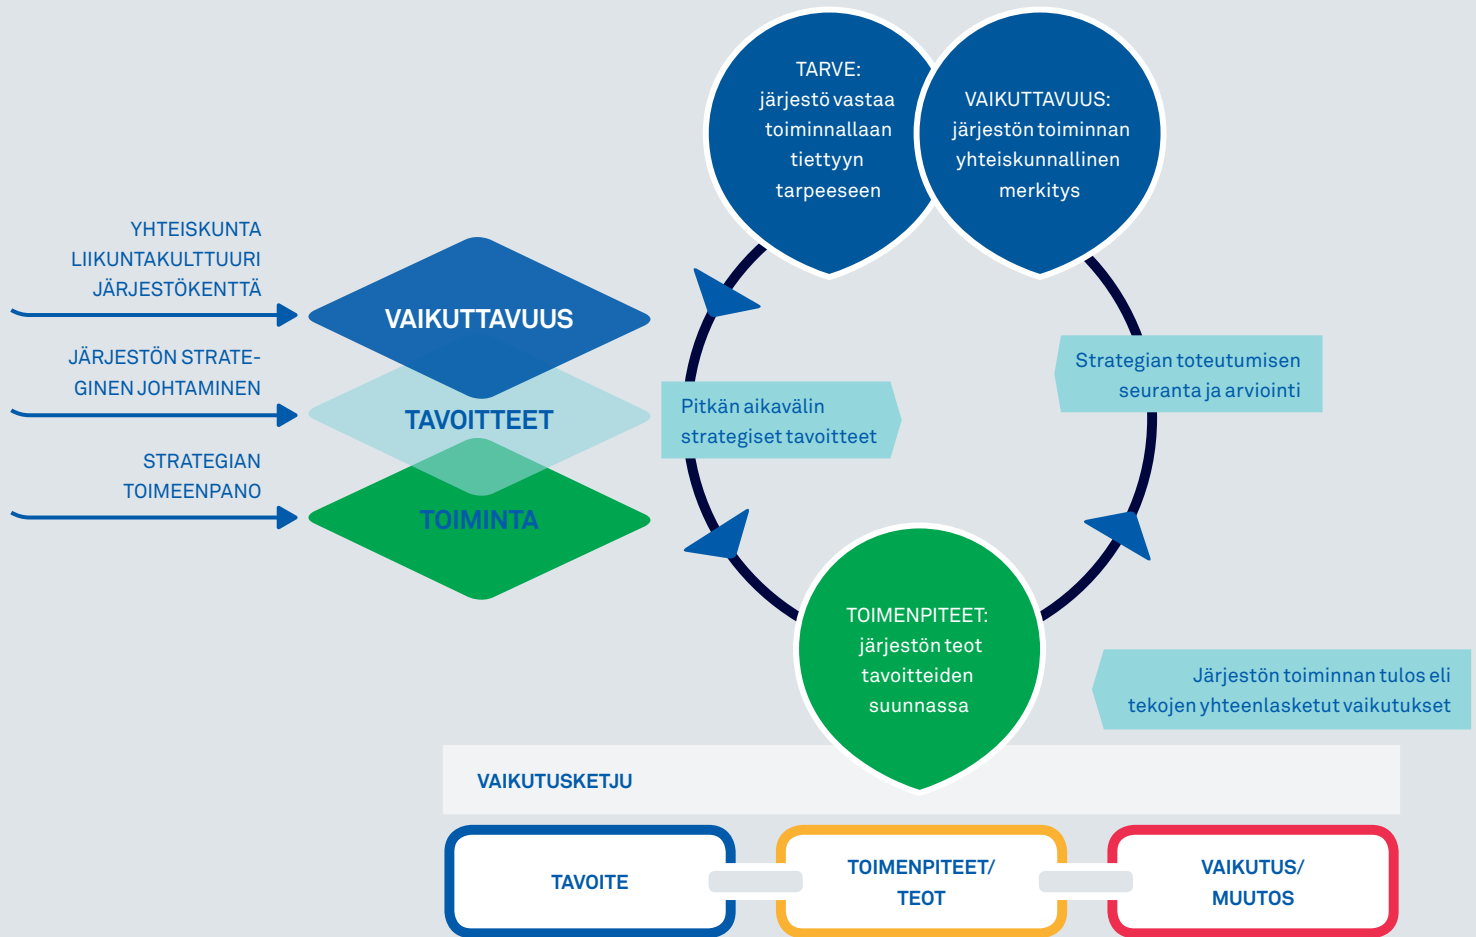 TARVE:
järjestö vastaa
toiminnallaan
tiettyyn
tarpeeseen
VAIKUTTAVUUS:
järjestön toiminnan
yhteiskunnallinen
merkitys
YHTEISKUNTA
LIIKUNTAKULTTUURI
JÄRJESTÖKENTTÄ
VAIKUTTAVUUS
JÄRJESTÖN STRATE-
GINEN JOHTAMINEN
TAVOITTEET
STRATEGIAN
TOIMEENPANO
TOIMINTA
Pitkän aikavälin
strategiset tavoitteet
Strategian toteutumisen
seuranta ja arviointi
TOIMENPITEET:
järjestön teot
tavoitteiden
suunnassa
Järjestön toiminnan tulos eli
tekojen yhteenlasketut vaikutukset
VAIKUTUSKETJU
TAVOITE
TOIMENPITEET/
TEOT
VAIKUTUS/
MUUTOS